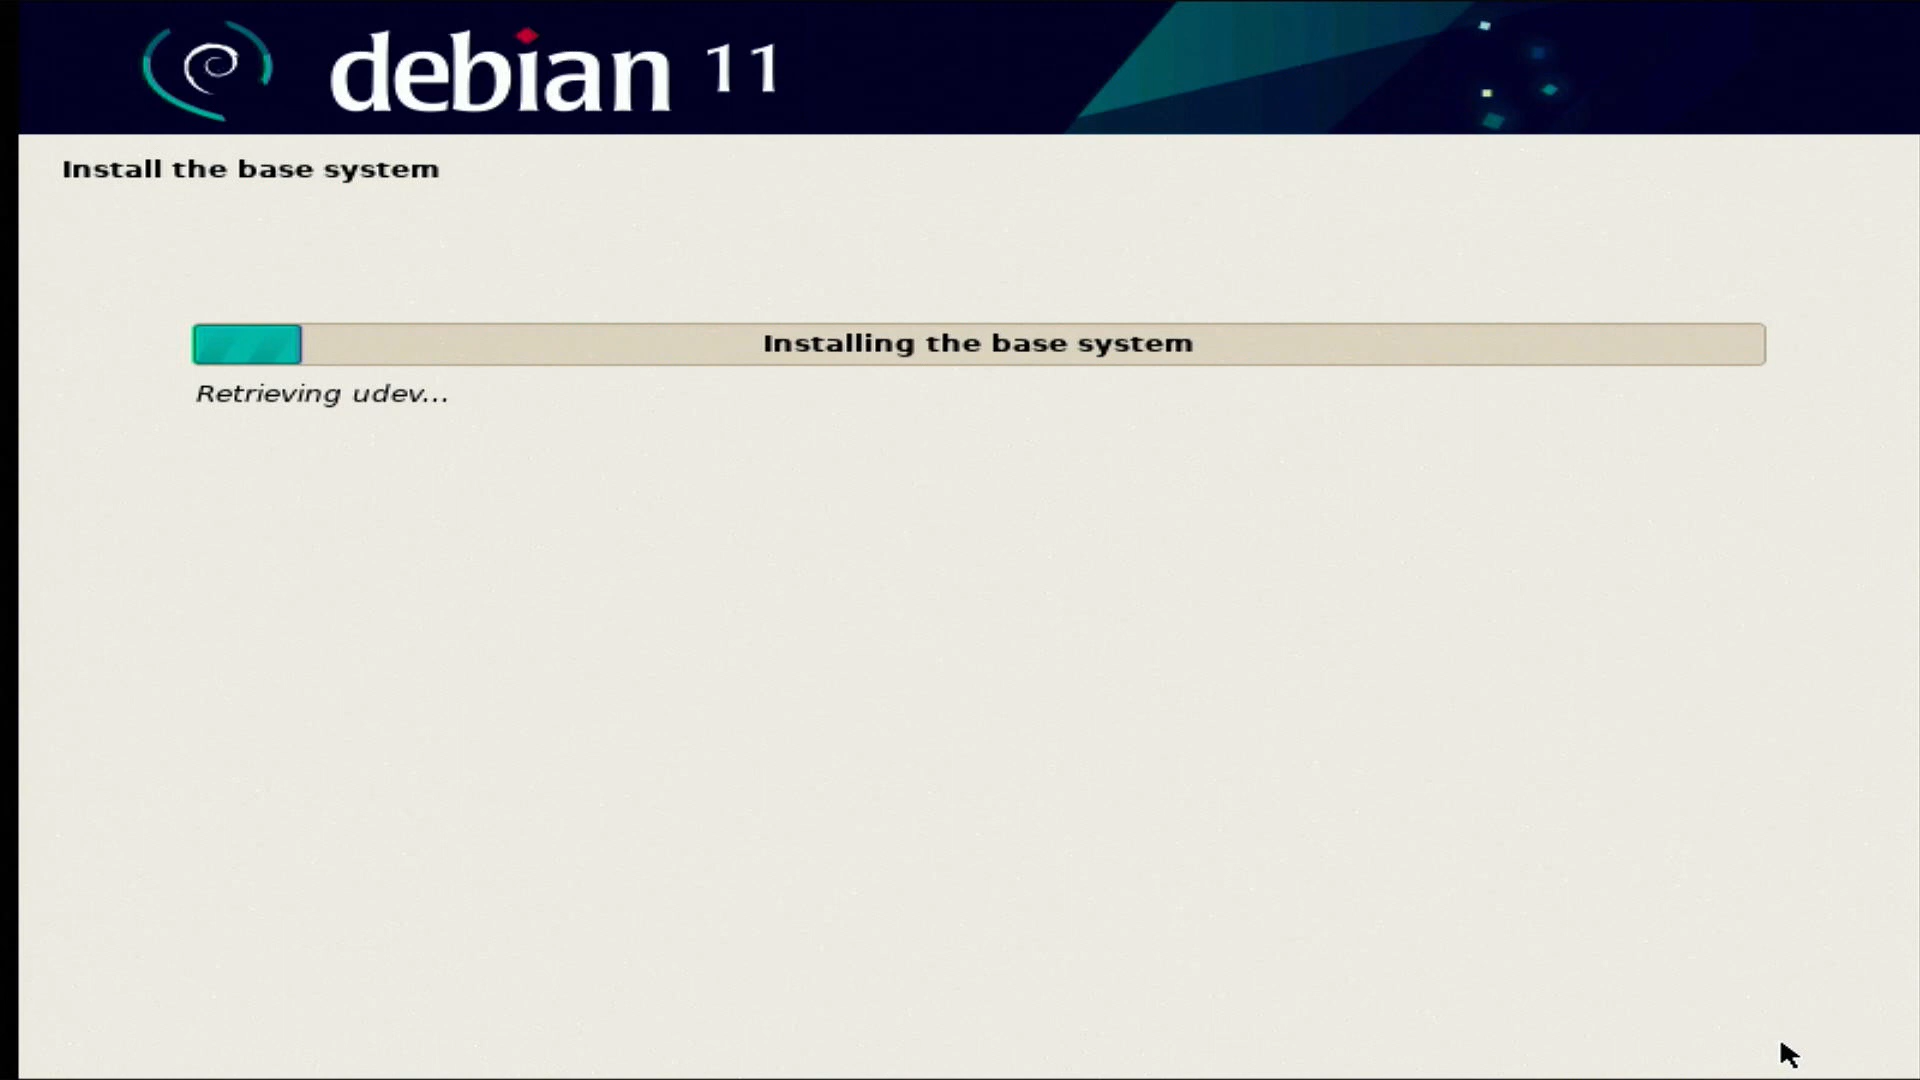 debian 11
Install the base system
Installing the base system
Retrieving udev...